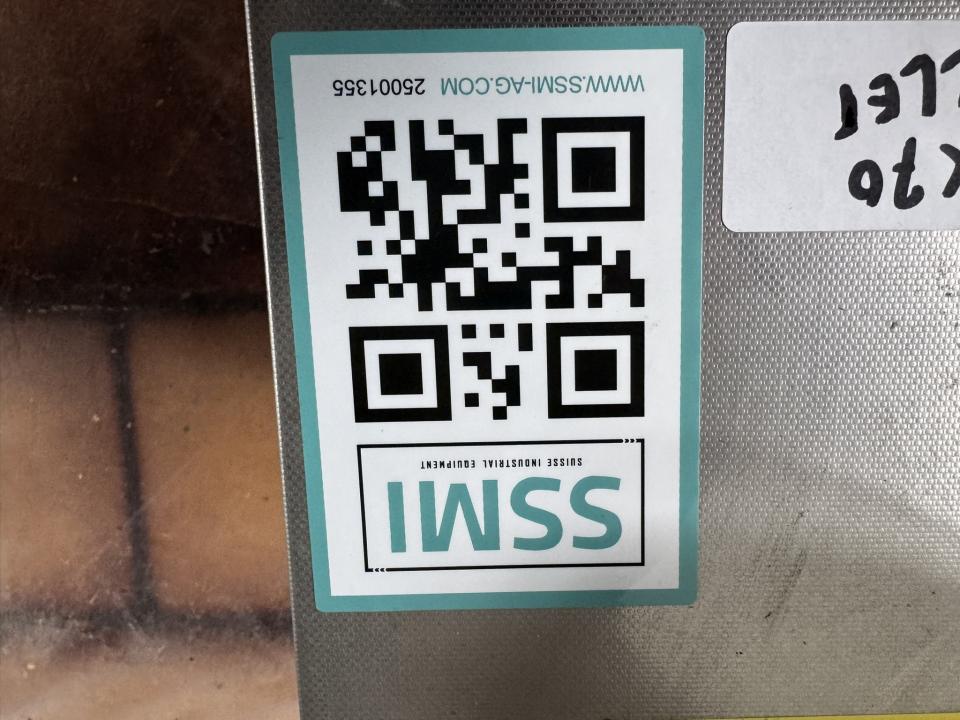 SSMI
SUISSE INDUSTRIAL EQUIPMENT
WWW.SSMI-AG.COM 25001355